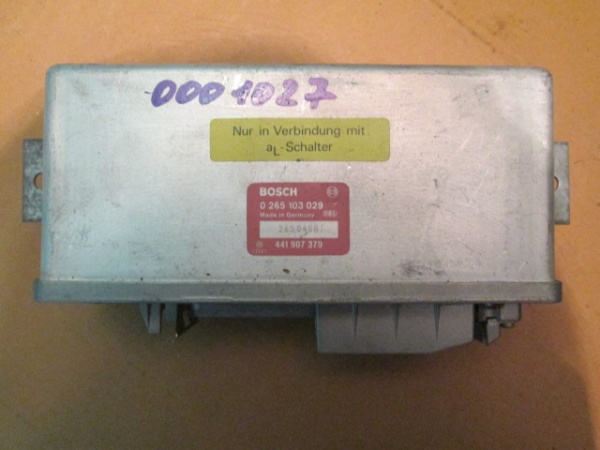 0001027
Nur in Verbindung mit
aL-Schalter
BOSCH
0 265 103 029
Made in Germany
441 907 379